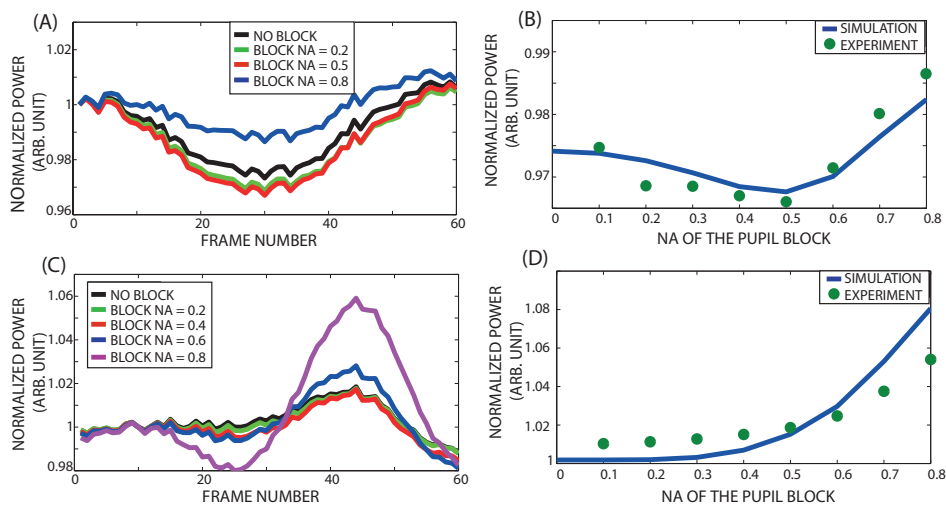 (A)
NORMALIZED POWER
(ARB. UNIT)
1.02
1
0.98
0.96
NO BLOCK
BLOCK NA = 0.2
BLOCK NA = 0.5
BLOCK NA = 0.8
0 20 40 60
FRAME NUMBER
(B)
NORMALIZED POWER
(ARB. UNIT)
0.99
0.98
0.97
SIMULATION
EXPERIMENT
0 0.1 0.2 0.3 0.4 0.5 0.6 0.7 0.8
NA OF THE PUPIL BLOCK
(C)
NORMALIZED POWER
(ARB. UNIT)
1.06
1.02
1
0.98
NO BLOCK
BLOCK NA = 0.2
BLOCK NA = 0.4
BLOCK NA = 0.6
BLOCK NA = 0.8
0 20 40 60
FRAME NUMBER
(D)
NORMALIZED POWER
(ARB. UNIT)
1.08
1.06
1.04
1.02
1
SIMULATION
EXPERIMENT
0 0.1 0.2 0.3 0.4 0.5 0.6 0.7 0.8
NA OF THE PUPIL BLOCK